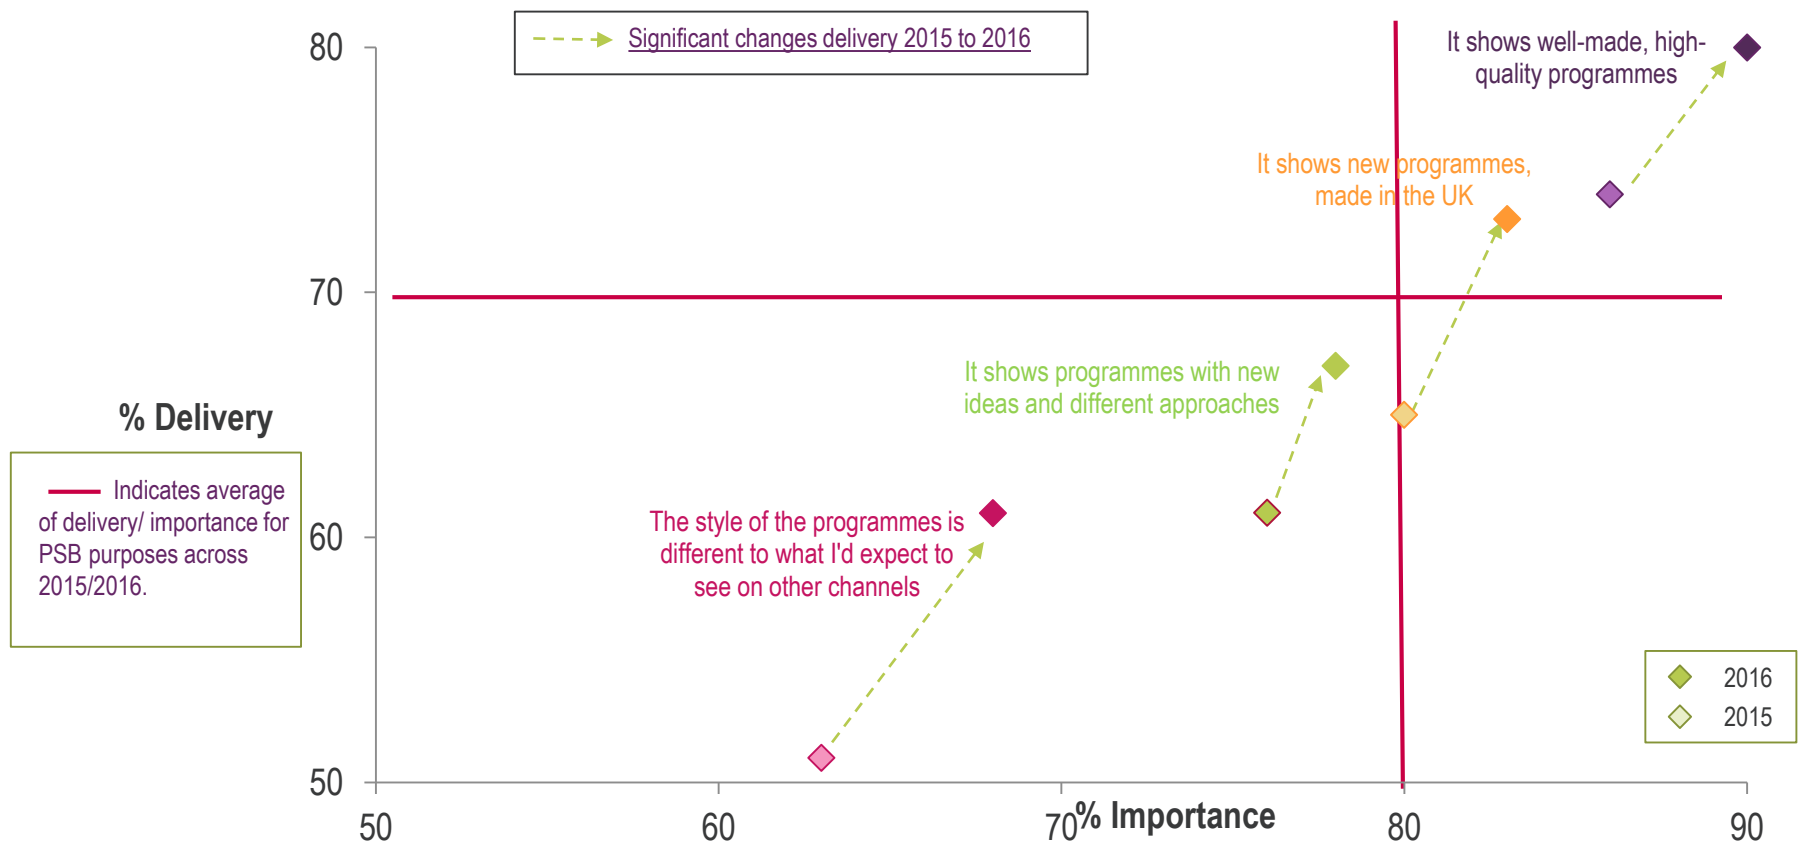 Significant changes delivery 2015 to 2016
It shows well-made, high-
quality programmes
It shows new programmes,
made in the UK
It shows programmes with new
ideas and different approaches
The style of the programmes is
different to what I'd expect to
see on other channels
80
70
60
50
% Delivery
Indicates average
of delivery/ importance for
PSB purposes across
2015/2016.
2016
2015
50
60
70
% Importance
80
90